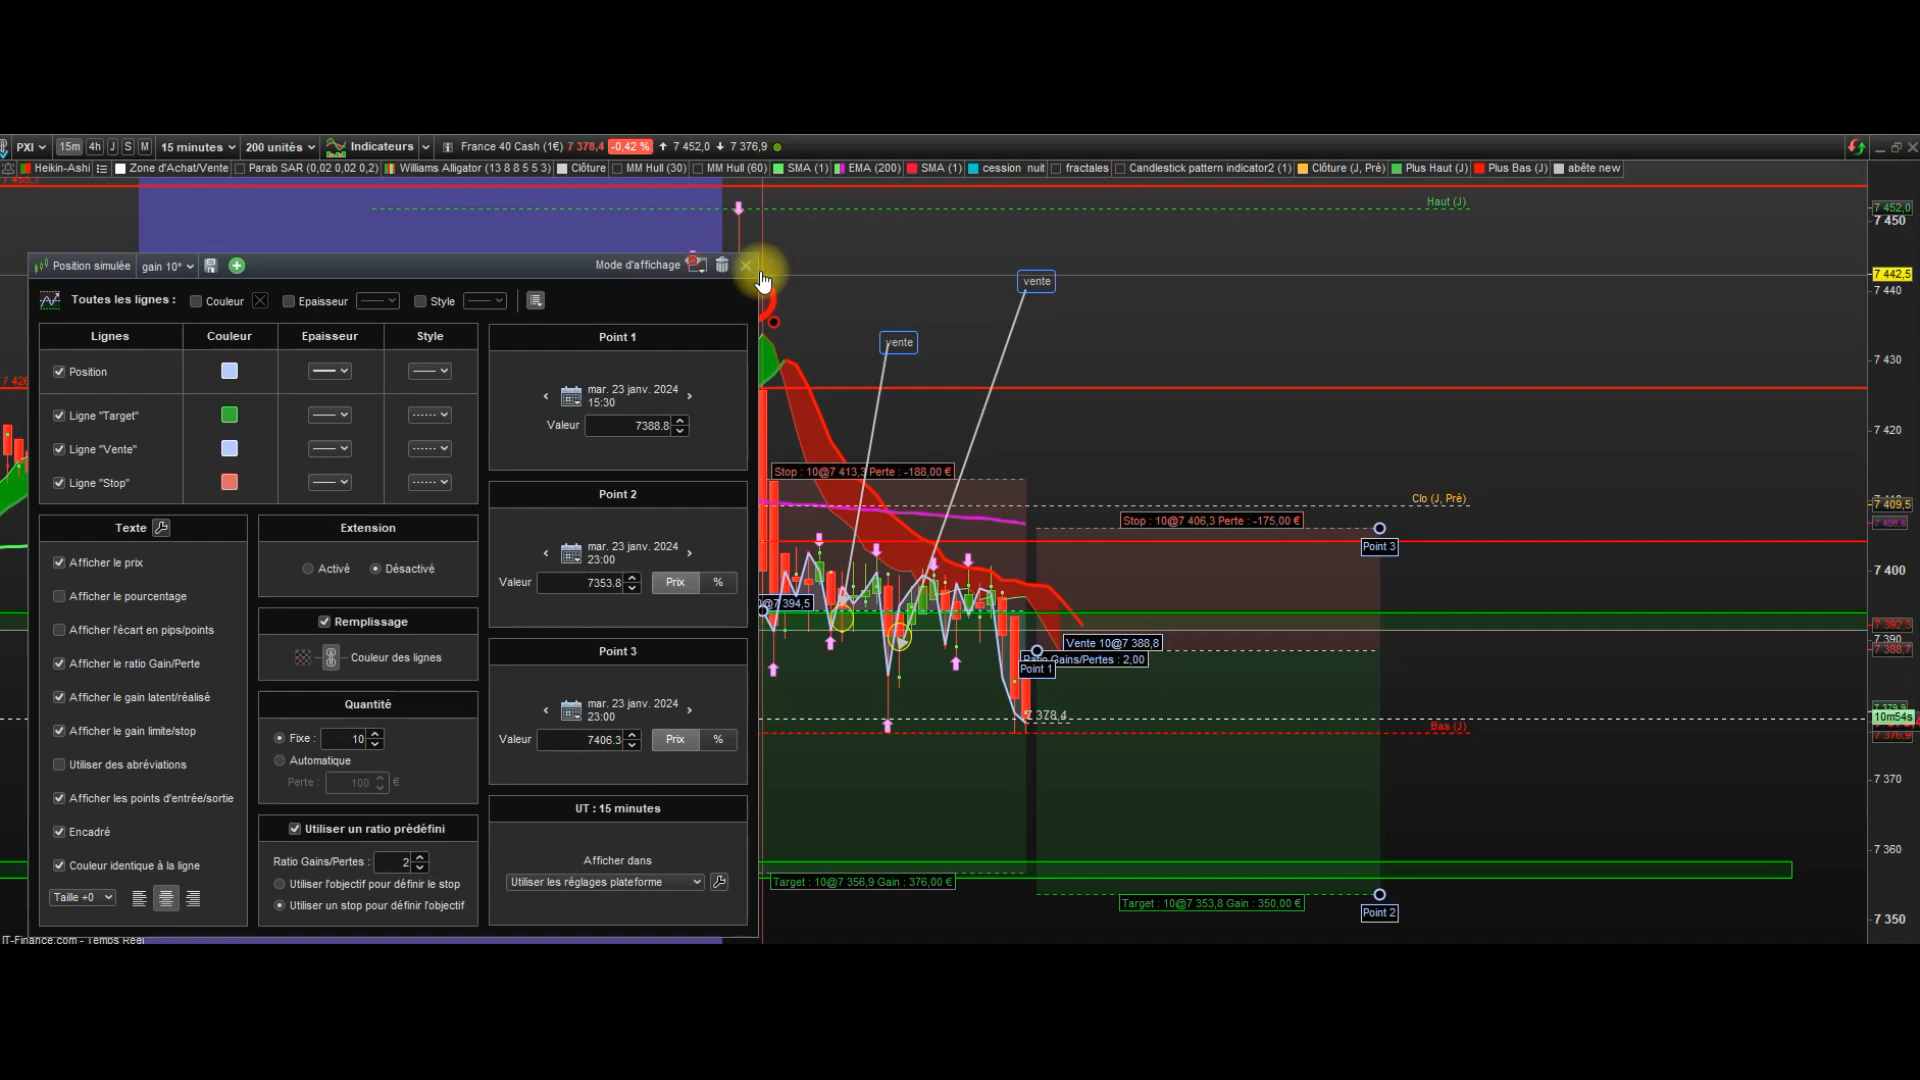 PXI 15m 4h J S M 15 minutes 200 unités Indicateurs France 40 Cash (1€) 7 378,4 -0,42 % 7 452,0 7 376,9
Heikin-Ashi Zone d'Achat/Vente Parab SAR (0,02 0,02 0,2) Williams Alligator (13 8 8 5 5 3) Clôture MM Hull (30) MM Hull (60) SMA (1) EMA (200) SMA (1) cession nuit fractales Candlestick pattern indicator2 (1) Clôture (J, Pré) Plus Haut (J) Plus Bas (J) abête new
Haut (J)
7 452,0
7 450
Position simulée gain 10* Mode d'affichage
7 442,5
7 440
vente
vente
Toutes les lignes : Couleur Epaisseur Style
Lignes Couleur Epaisseur Style
Position
Ligne "Target"
Ligne "Vente"
Ligne "Stop"
Point 1
mar. 23 janv. 2024
15:30
Valeur 7388.8
Point 2
mar. 23 janv. 2024
23:00
Valeur 7353.8 Prix %
Point 3
mar. 23 janv. 2024
23:00
Valeur 7406.3 Prix %
UT : 15 minutes
Afficher dans
Utiliser les réglages plateforme
Texte
Afficher le prix
Afficher le pourcentage
Afficher l'écart en pips/points
Afficher le ratio Gain/Perte
Afficher le gain latent/réalisé
Afficher le gain limite/stop
Utiliser des abréviations
Afficher les points d'entrée/sortie
Encadré
Couleur identique à la ligne
Taille +0
Extension
Activé Désactivé
Remplissage
Couleur des lignes
Quantité
Fixe : 10
Automatique
Perte : 100 €
Utiliser un ratio prédéfini
Ratio Gains/Pertes : 2
Utiliser l'objectif pour définir le stop
Utiliser un stop pour définir l'objectif
IT-Finance.com - Temps Réel
7 430
7 420
Stop : 10@7 413,3 Perte : -188,00 €
Clo (J, Pré)
7 409,5
Stop : 10@7 406,3 Perte : -175,00 €
Point 3
7 400
@7 394,5
7 392,3
7 390
7 388,7
Vente 10@7 388,8
Ratio Gains/Pertes : 2,00
Point 1
7 378,4
10m54s
Bas (J)
7 376,9
7 370
7 360
Target : 10@7 356,9 Gain : 376,00 €
Target : 10@7 353,8 Gain : 350,00 €
Point 2
7 350